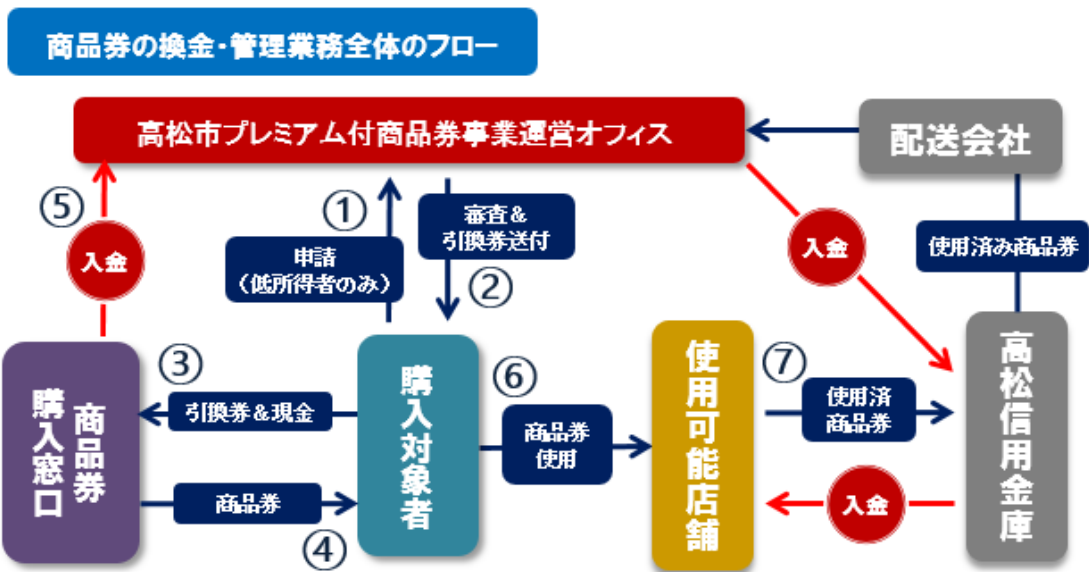 商品券の換金・管理業務全体のフロー
高松市プレミアム付商品券事業運営オフィス
配送会社
⑤
①
審査&
引換券送付
入金
申請
(低所得者のみ)
②
入金
使用済み商品券
商品券
購入窓口
③
引換券&現金
購入対象者
⑥
商品券
使用
使用可能店舗
⑦
使用済
商品券
高松信用金庫
商品券
④
入金